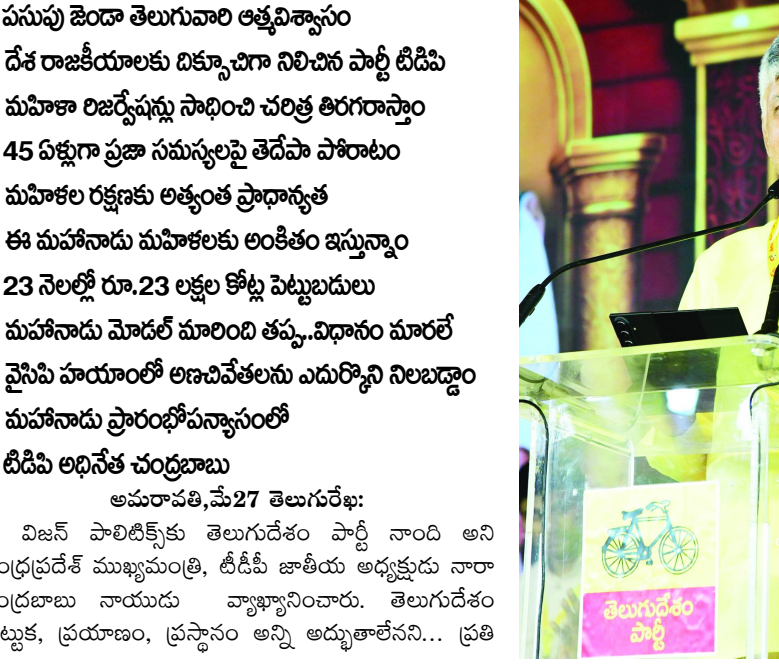 పసుపు జెండా తెలుగువారి ఆత్మవిశ్వాసం
దేశ రాజకీయాలకు దిక్సూచిగా నిలిచిన పార్టీ టిడిపి
మహిళా రిజర్వేషన్లు సాధించి చరిత్ర తిరగరాస్తాం
45 ఏళ్లుగా ప్రజా సమస్యలపై తెదేపా పోరాటం
మహిళల రక్షణకు అత్యంత ప్రాధాన్యత
ఈ మహానాడు మహిళలకు అంకితం ఇస్తున్నాం
23 నెలల్లో రూ.23 లక్షల కోట్ల పెట్టుబడులు
మహానాడు మోడల్ మారింది తప్ప..విధానం మారలే
వైసిపి హయాంలో అణచివేతలను ఎదుర్కొని నిలబడ్డాం
మహానాడు ప్రారంభోపన్యాసంలో
టిడిపి అధినేత చంద్రబాబు
అమరావతి,మే27 తెలుగురేఖ:
విజన్ పాలిటిక్స్‌కు తెలుగుదేశం పార్టీ నాంది అని
ంధ్రప్రదేశ్ ముఖ్యమంత్రి, టీడీపీ జాతీయ అధ్యక్షుడు నారా
ంద్రబాబు నాయుడు వ్యాఖ్యానించారు. తెలుగుదేశం
ట్టుక, ప్రయాణం, ప్రస్థానం అన్ని అద్భుతాలేనని... ప్రతి
తెలుగుదేశం
పార్టీ